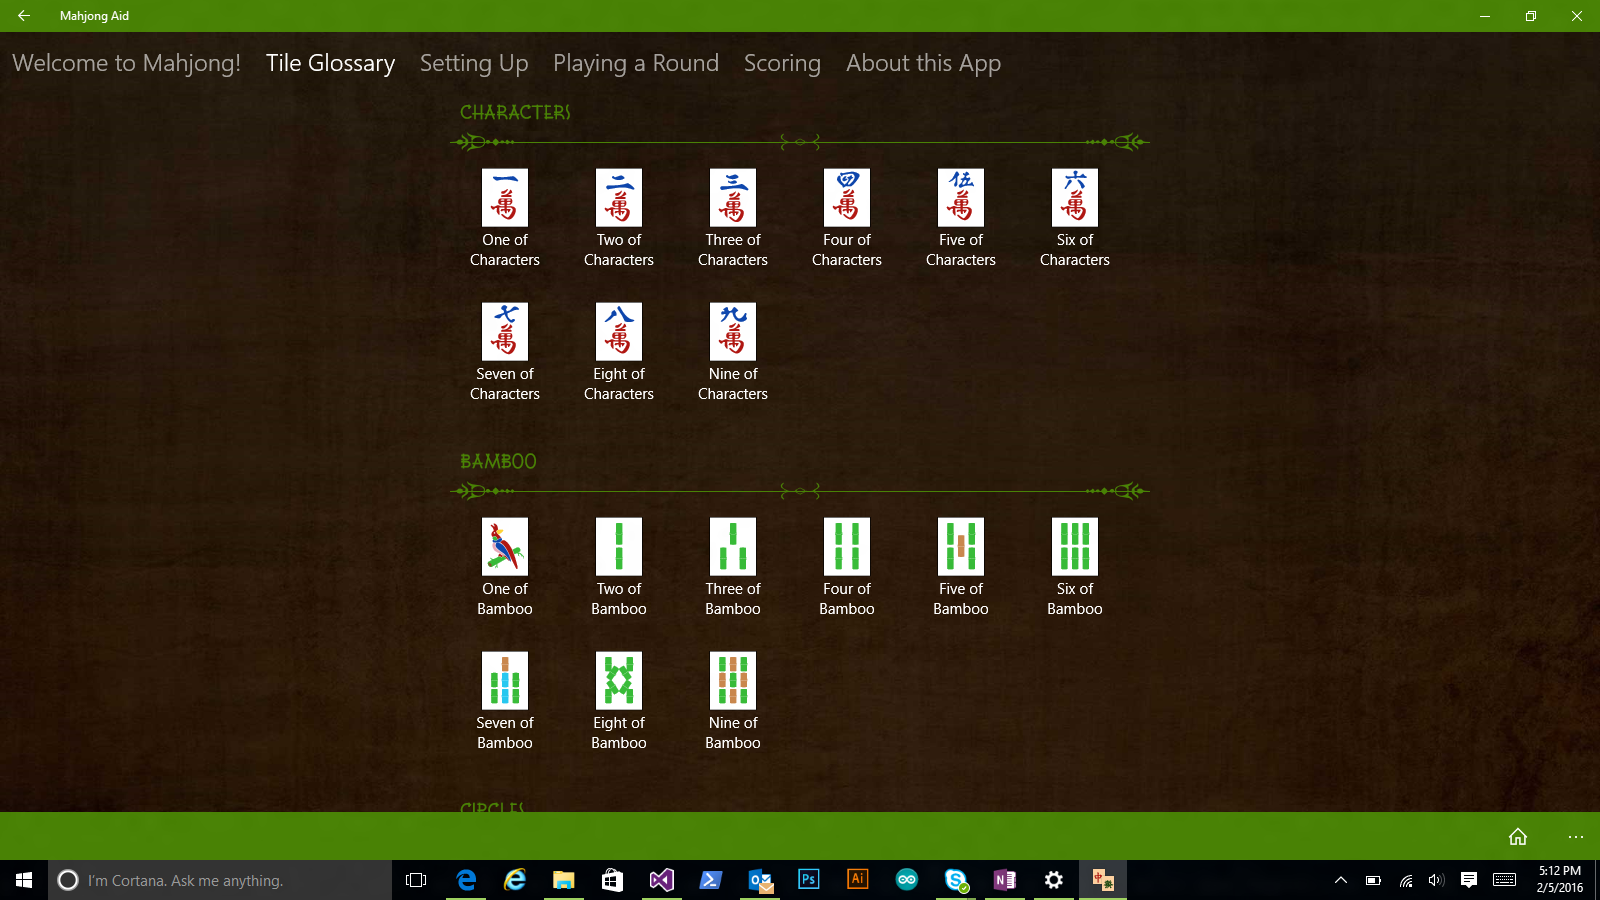 Mahjong Aid
Welcome to Mahjong! Tile Glossary Setting Up Playing a Round Scoring About this App
CHARACTERS
一萬 二萬 三萬 四萬 伍萬 六萬
One of Characters
Two of Characters
Three of Characters
Four of Characters
Five of Characters
Six of Characters
七萬 八萬 九萬
Seven of Characters
Eight of Characters
Nine of Characters
BAMBOO
One of Bamboo
Two of Bamboo
Three of Bamboo
Four of Bamboo
Five of Bamboo
Six of Bamboo
Seven of Bamboo
Eight of Bamboo
Nine of Bamboo
CIRCLES
I'm Cortana. Ask me anything.
Ps
Ai
5:12 PM
2/5/2016